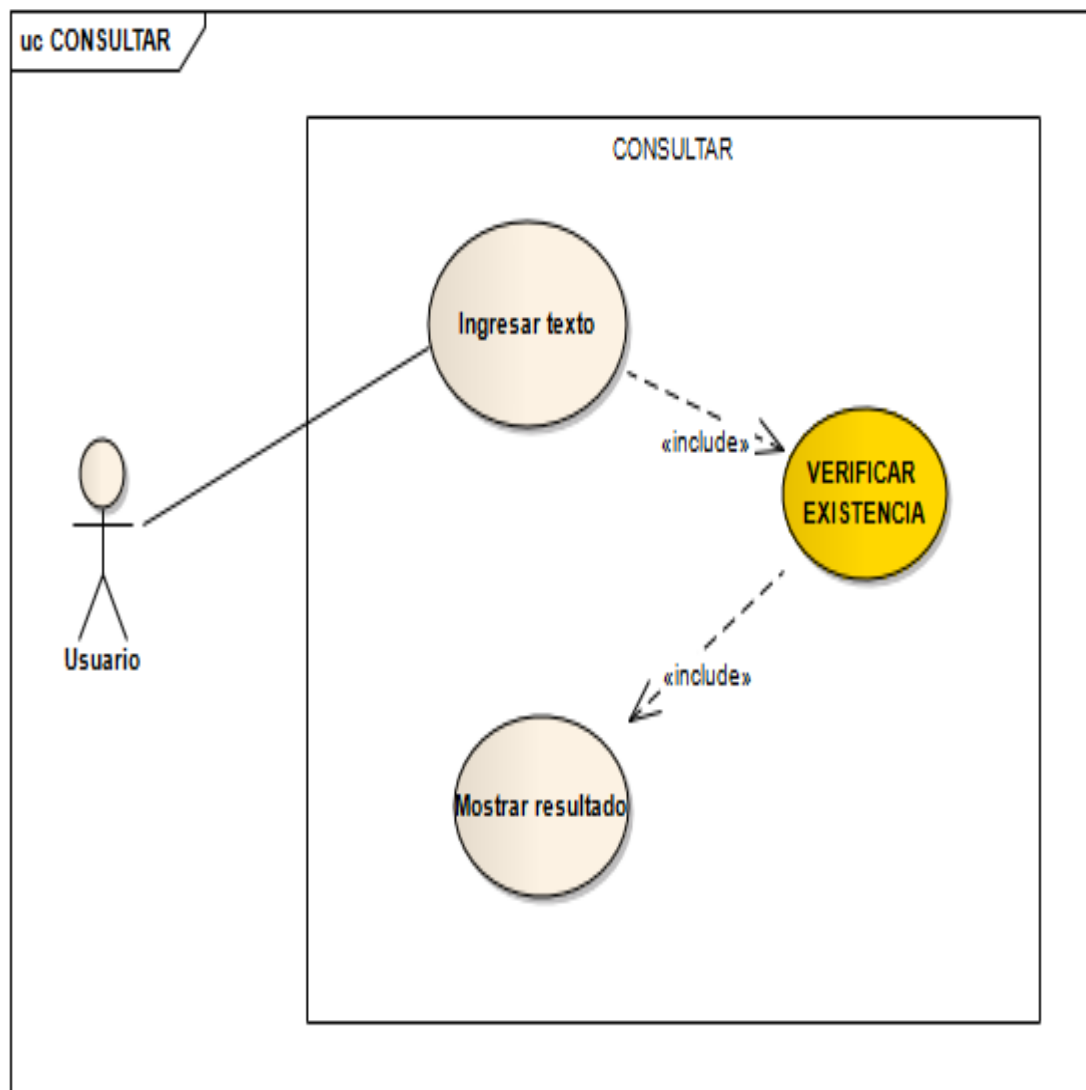 uc CONSULTAR
CONSULTAR
Ingresar texto
«include»
VERIFICAR
EXISTENCIA
Usuario
«include»
Mostrar resultado